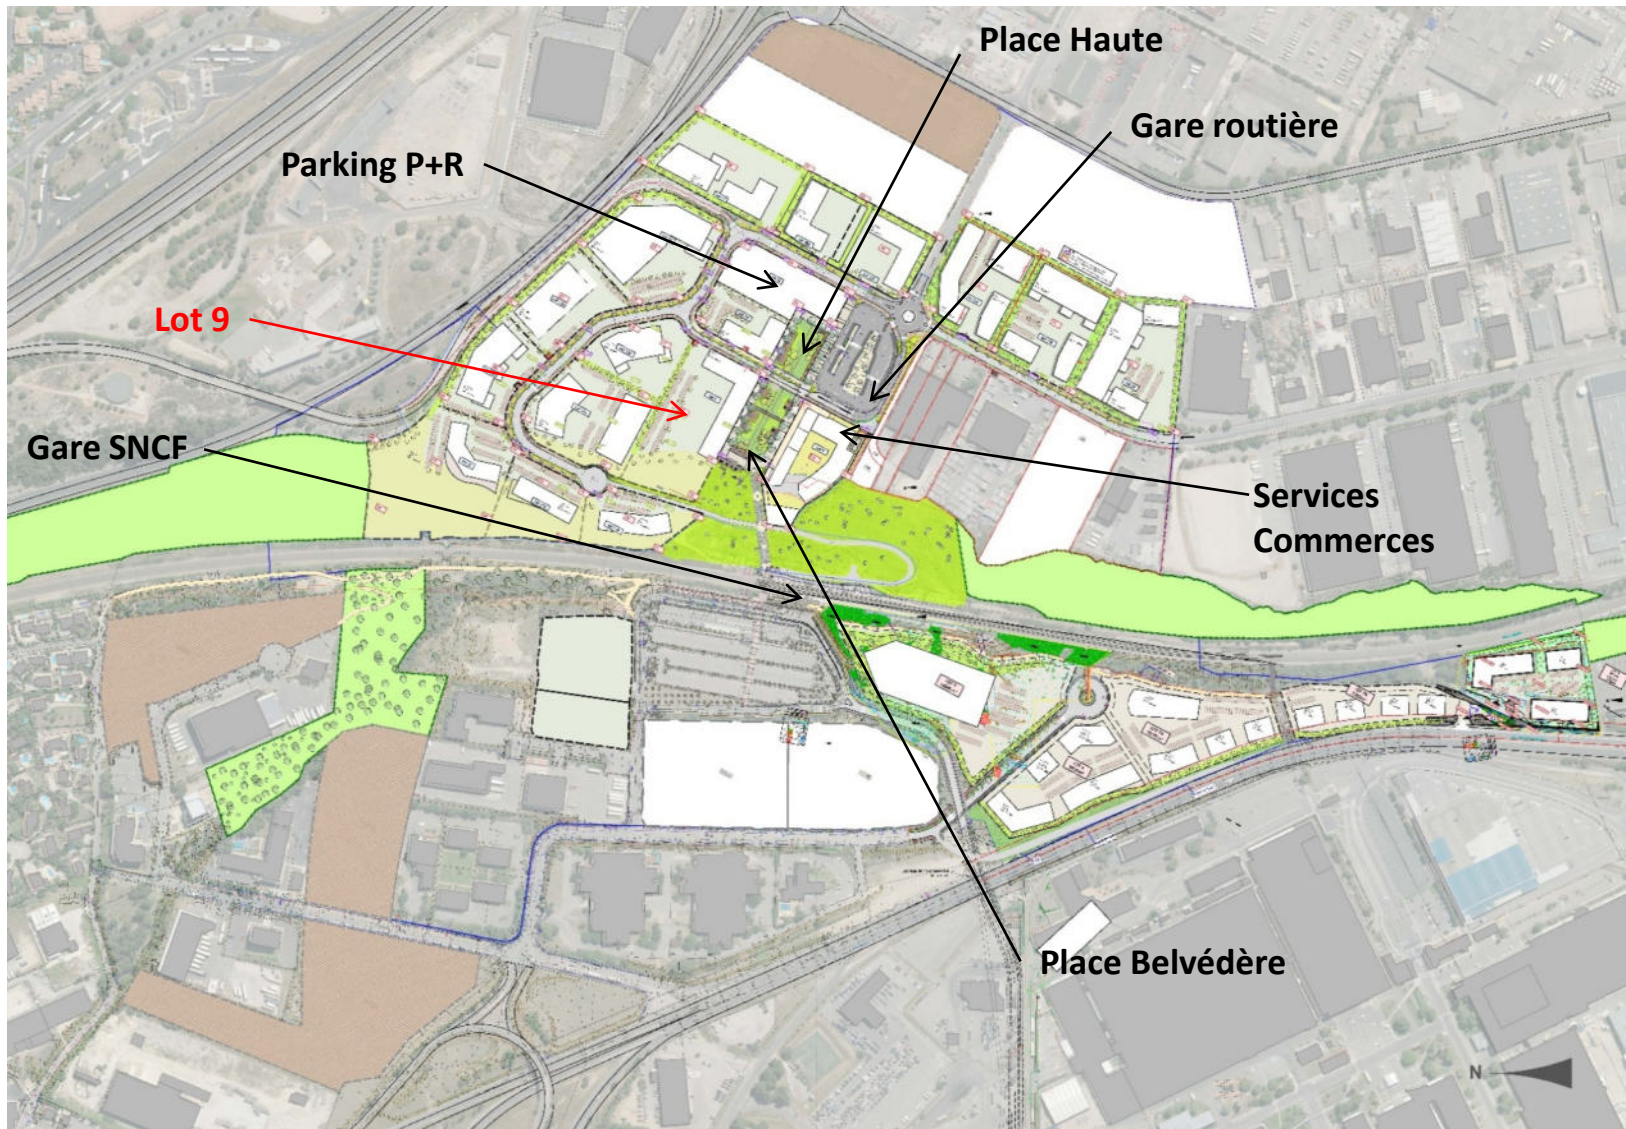 Place Haute
Gare routière
Parking P+R
Lot 9
Gare SNCF
Services
Commerces
Place Belvédère
N